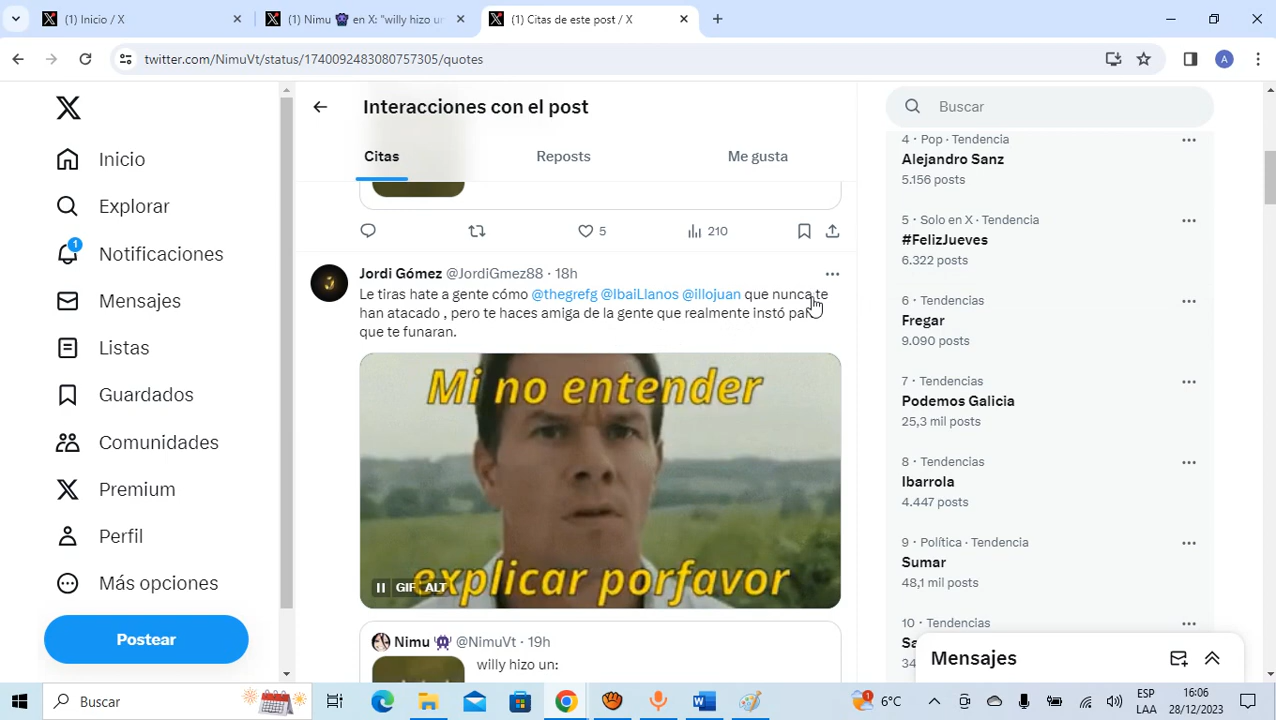 (1) Inicio / X
(1) Nimu 👾 en X: "willy hizo un
(1) Citas de este post / X
twitter.com/NimuVt/status/1740092483080757305/quotes
A
Inicio
Explorar
1
Notificaciones
Mensajes
Listas
Guardados
Comunidades
Premium
Perfil
Más opciones
Postear
Interacciones con el post
Citas
Reposts
Me gusta
5
210
Jordi Gómez @JordiGmez88 · 18h
Le tiras hate a gente cómo @thegrefg @IbaiLlanos @illojuan que nunca te
han atacado , pero te haces amiga de la gente que realmente instó para
que te funaran.
Mi no entender
explicar porfavor
GIF ALT
Nimu 👾 @NimuVt · 19h
willy hizo un:
Buscar
4 · Pop · Tendencia
Alejandro Sanz
5.156 posts
5 · Solo en X · Tendencia
#FelizJueves
6.322 posts
6 · Tendencias
Fregar
9.090 posts
7 · Tendencias
Podemos Galicia
25,3 mil posts
8 · Tendencias
Ibarrola
4.447 posts
9 · Política · Tendencia
Sumar
48,1 mil posts
10 · Tendencias
Mensajes
Buscar
1
6°C
ESP
LAA
16:06
28/12/2023